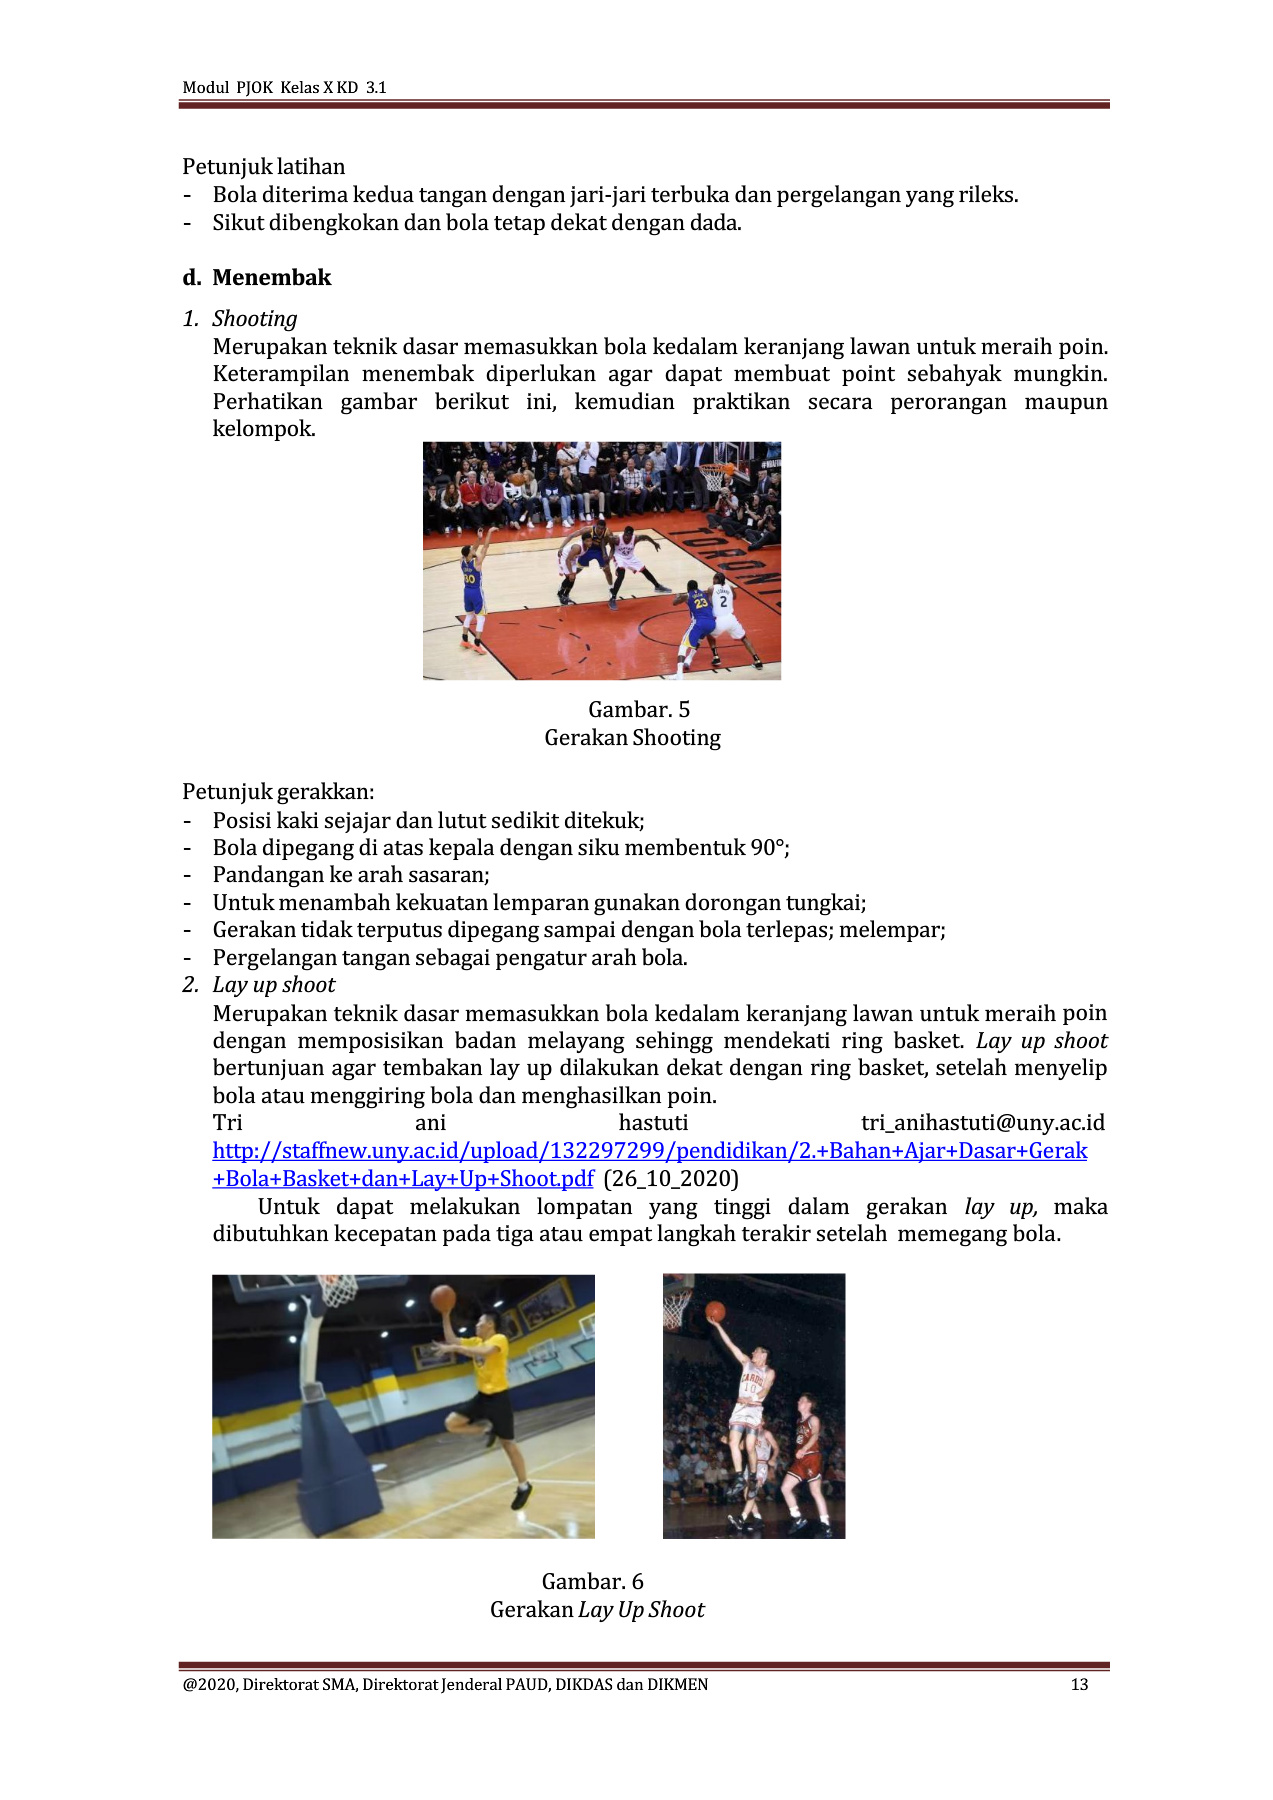 Modul PJOK Kelas X KD 3.1
Petunjuk latihan
- Bola diterima kedua tangan dengan jari-jari terbuka dan pergelangan yang rileks.
- Sikut dibengkokan dan bola tetap dekat dengan dada.
d. Menembak
1. Shooting
Merupakan teknik dasar memasukkan bola kedalam keranjang lawan untuk meraih poin.
Keterampilan menembak diperlukan agar dapat membuat point sebahyak mungkin.
Perhatikan gambar berikut ini, kemudian praktikan secara perorangan maupun
kelompok.
TORON
30
23
2
Gambar. 5
Gerakan Shooting
Petunjuk gerakkan:
- Posisi kaki sejajar dan lutut sedikit ditekuk;
- Bola dipegang di atas kepala dengan siku membentuk 90°;
- Pandangan ke arah sasaran;
- Untuk menambah kekuatan lemparan gunakan dorongan tungkai;
- Gerakan tidak terputus dipegang sampai dengan bola terlepas; melempar;
- Pergelangan tangan sebagai pengatur arah bola.
2. Lay up shoot
Merupakan teknik dasar memasukkan bola kedalam keranjang lawan untuk meraih poin
dengan memposisikan badan melayang sehingg mendekati ring basket. Lay up shoot
bertunjuan agar tembakan lay up dilakukan dekat dengan ring basket, setelah menyelip
bola atau menggiring bola dan menghasilkan poin.
Tri ani hastuti tri_anihastuti@uny.ac.id
http://staffnew.uny.ac.id/upload/132297299/pendidikan/2.+Bahan+Ajar+Dasar+Gerak
+Bola+Basket+dan+Lay+Up+Shoot.pdf (26_10_2020)
Untuk dapat melakukan lompatan yang tinggi dalam gerakan lay up, maka
dibutuhkan kecepatan pada tiga atau empat langkah terakir setelah memegang bola.
CARDS
10
Gambar. 6
Gerakan Lay Up Shoot
@2020, Direktorat SMA, Direktorat Jenderal PAUD, DIKDAS dan DIKMEN 13